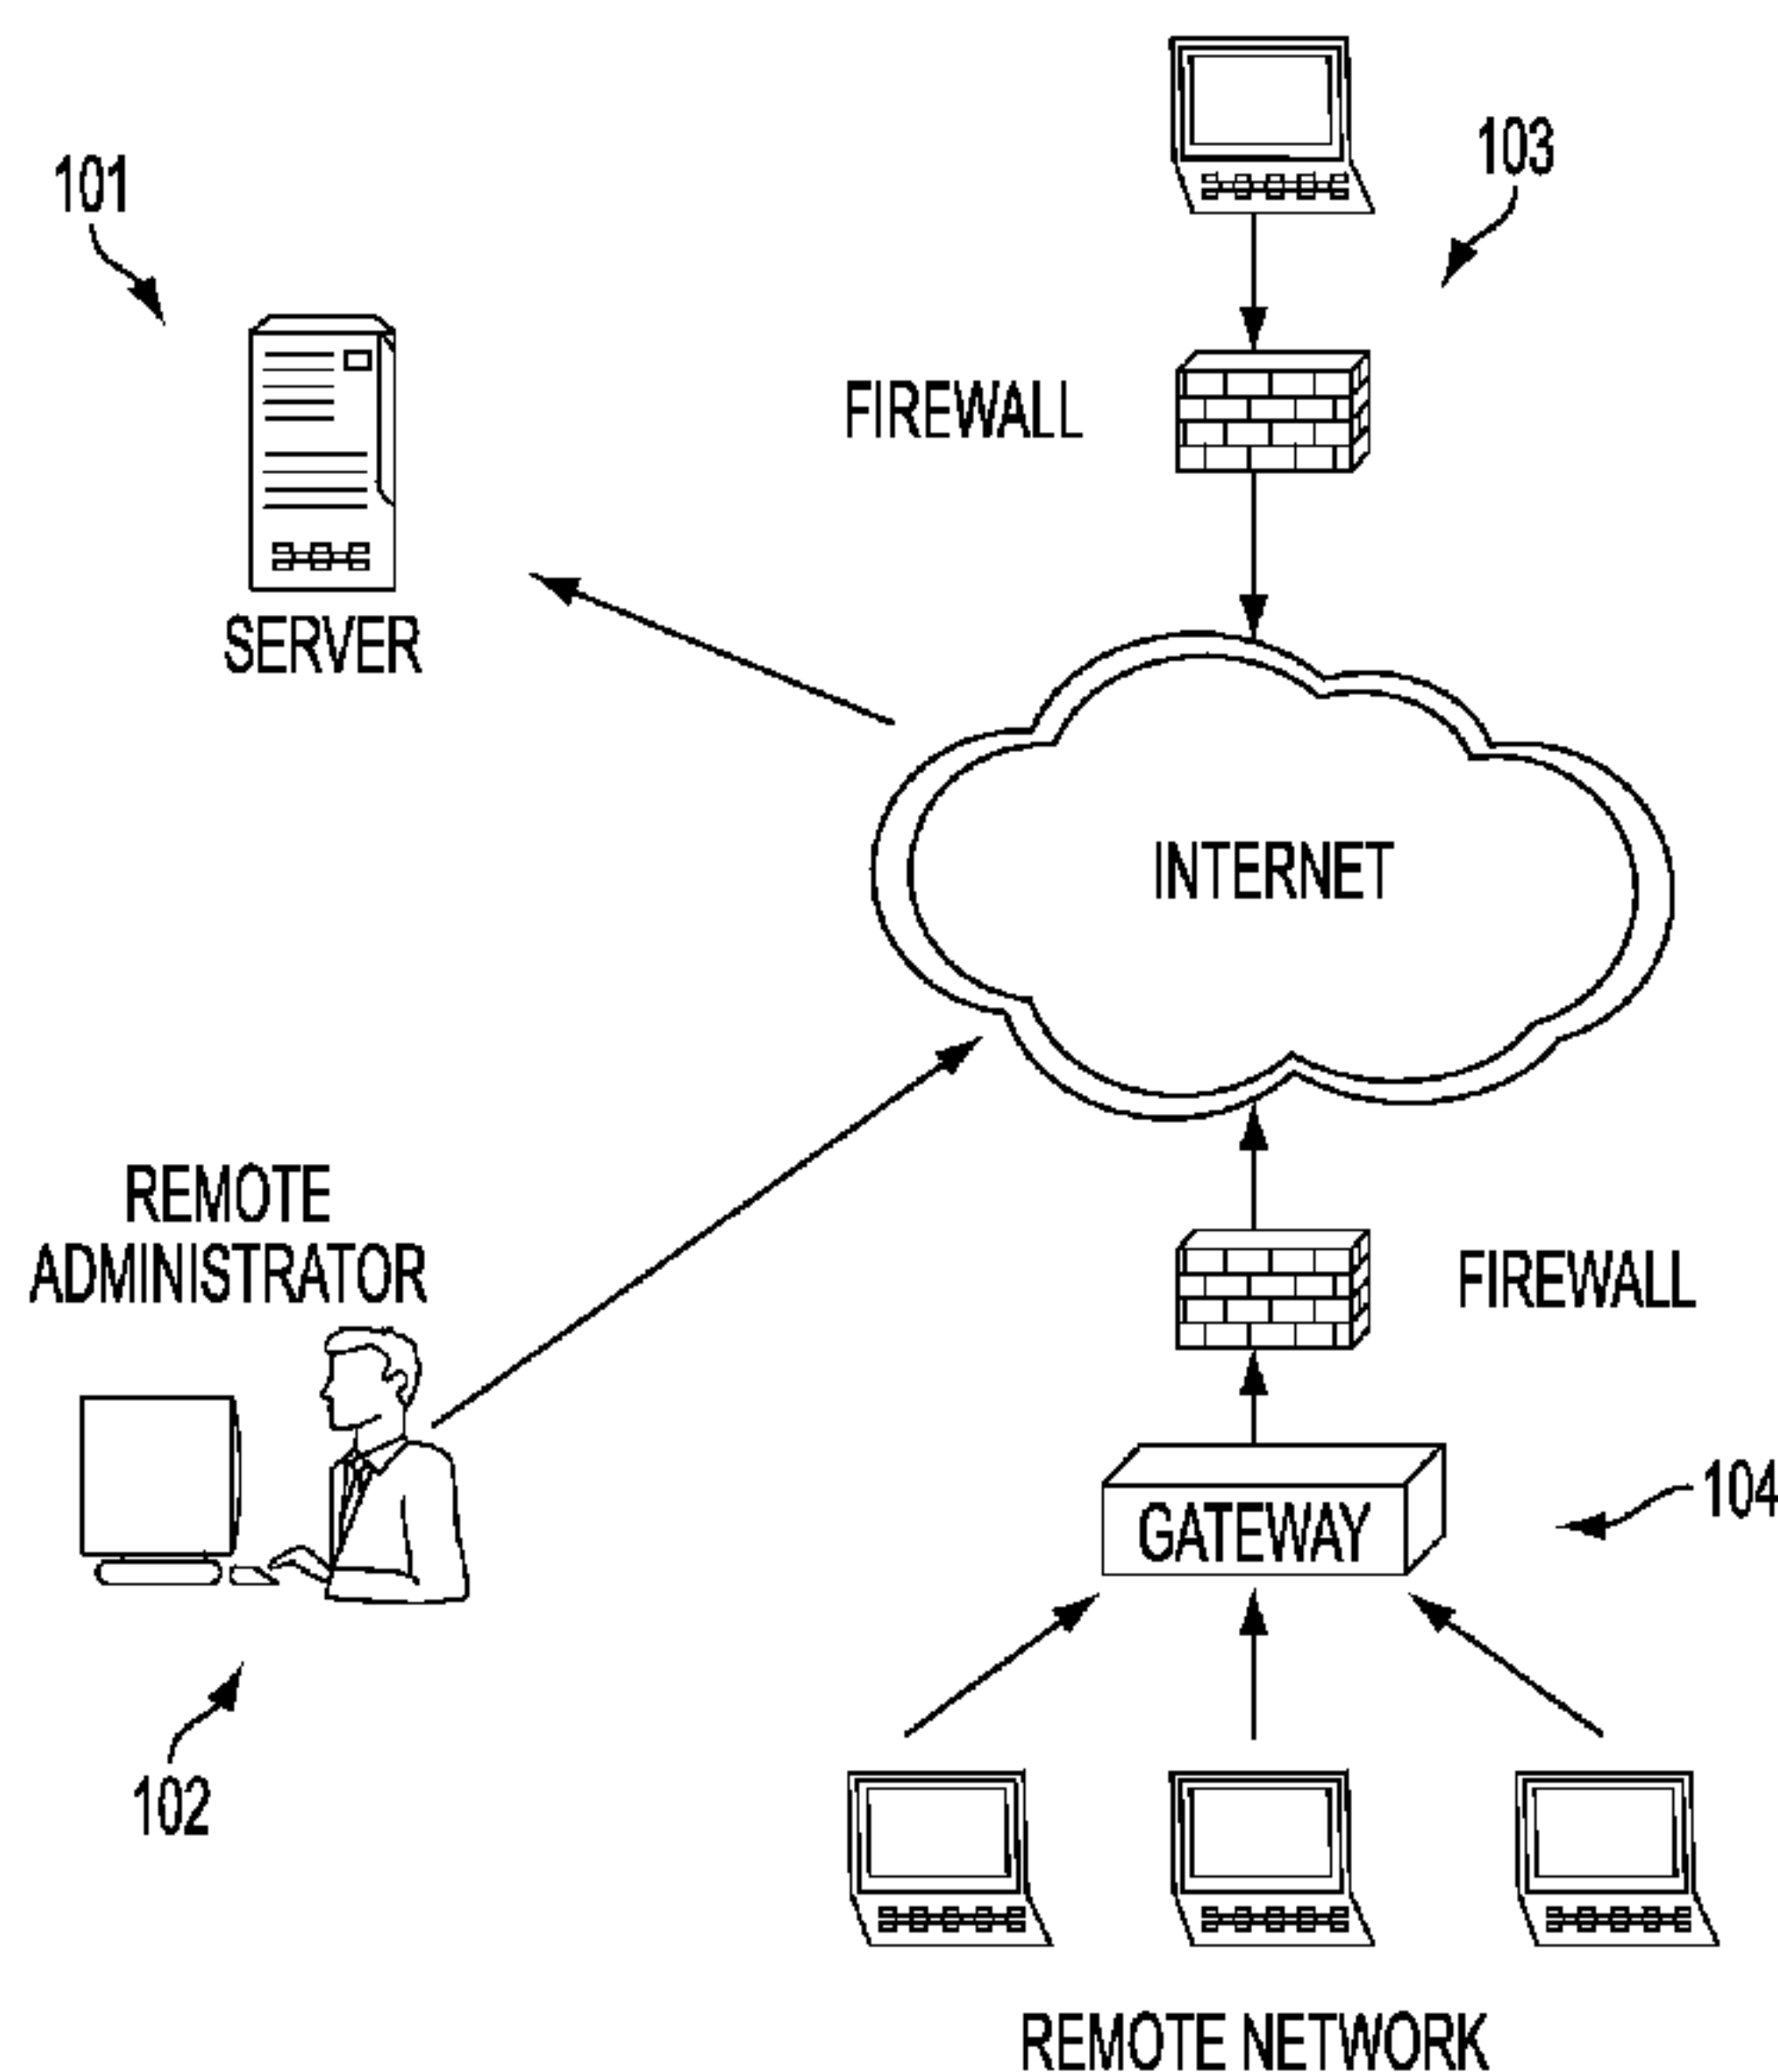 103
101
FIREWALL
SERVER
INTERNET
REMOTE
ADMINISTRATOR
FIREWALL
104
GATEWAY
102
REMOTE NETWORK